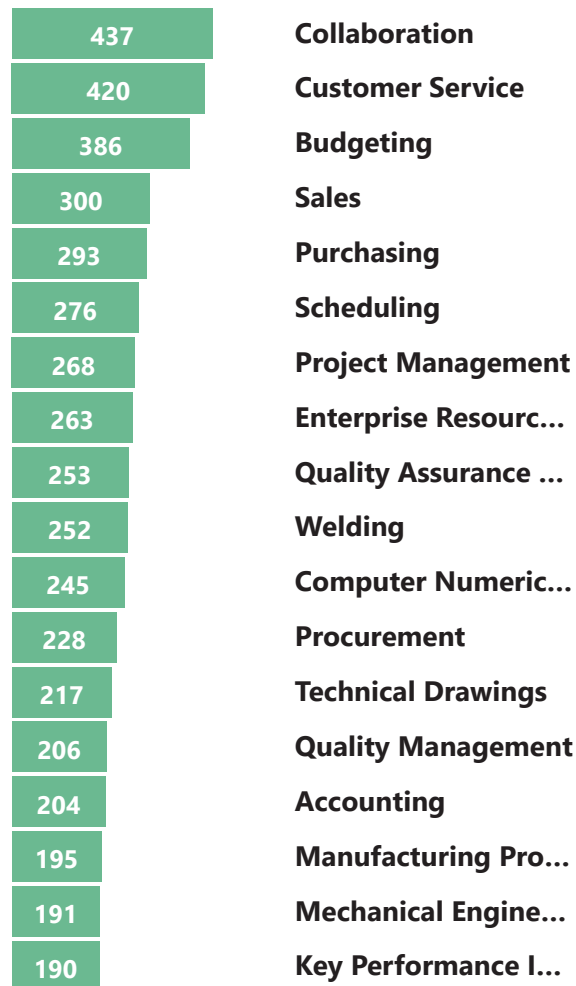 437 Collaboration
420 Customer Service
386 Budgeting
300 Sales
293 Purchasing
276 Scheduling
268 Project Management
263 Enterprise Resourc...
253 Quality Assurance ...
252 Welding
245 Computer Numeric...
228 Procurement
217 Technical Drawings
206 Quality Management
204 Accounting
195 Manufacturing Pro...
191 Mechanical Engine...
190 Key Performance I...